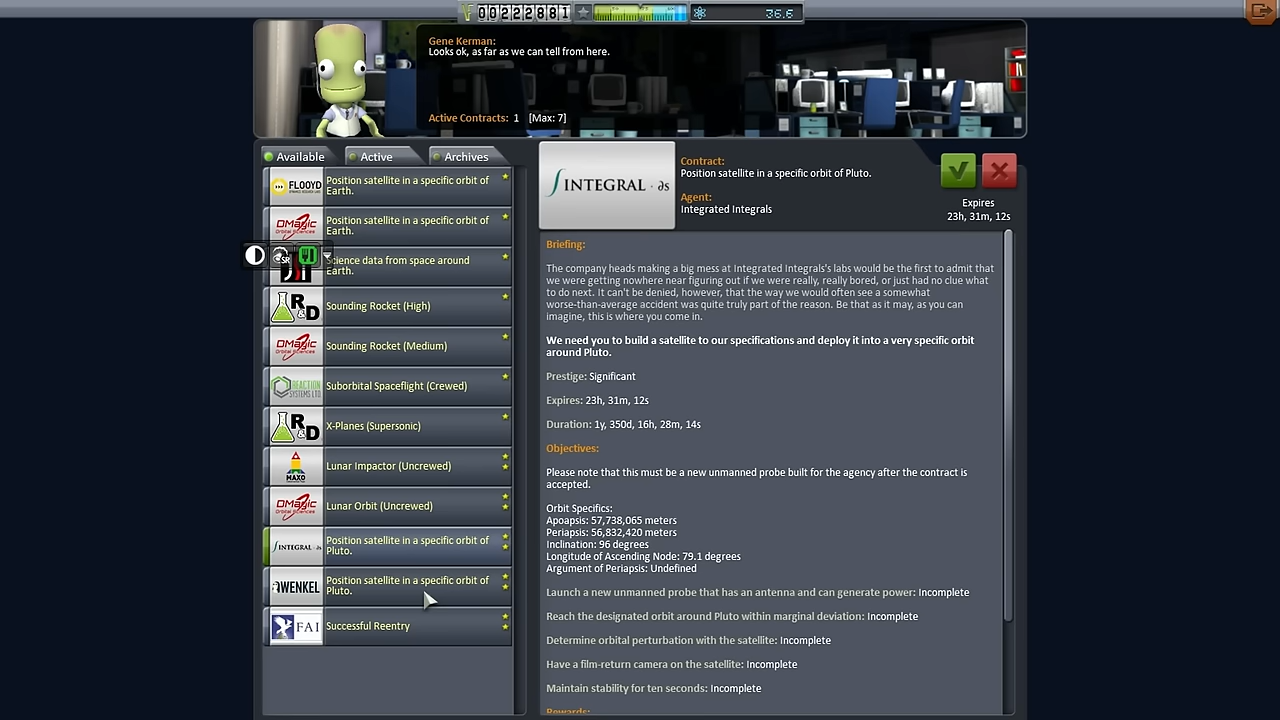 00222881
36.6
Gene Kerman:
Looks ok, as far as we can tell from here.
Active Contracts: 1 [Max: 7]
Available
Active
Archives
FLOOYD
Position satellite in a specific orbit of
Earth.
DMagic
Orbital Sciences
Position satellite in a specific orbit of
Earth.
SR
Science data from space around
Earth.
R&D
Sounding Rocket (High)
DMagic
Orbital Sciences
Sounding Rocket (Medium)
REACTION
SYSTEMS LTD
Suborbital Spaceflight (Crewed)
R&D
X-Planes (Supersonic)
MAXO
Lunar Impactor (Uncrewed)
DMagic
Orbital Sciences
Lunar Orbit (Uncrewed)
∫INTEGRAL · ∂s
Position satellite in a specific orbit of
Pluto.
WENKEL
Position satellite in a specific orbit of
Pluto.
FAI
Successful Reentry
∫INTEGRAL · ∂s
Contract:
Position satellite in a specific orbit of Pluto.
Agent:
Integrated Integrals
Expires
23h, 31m, 12s
Briefing:
The company heads making a big mess at Integrated Integrals's labs would be the first to admit that
we were getting nowhere near figuring out if we were really, really bored, or just had no clue what
to do next. It can't be denied, however, that the way we would often see a somewhat
worse-than-average accident was quite truly part of the reason. Be that as it may, as you can
imagine, this is where you come in.
We need you to build a satellite to our specifications and deploy it into a very specific orbit
around Pluto.
Prestige: Significant
Expires: 23h, 31m, 12s
Duration: 1y, 350d, 16h, 28m, 14s
Objectives:
Please note that this must be a new unmanned probe built for the agency after the contract is
accepted.
Orbit Specifics:
Apoapsis: 57,738,065 meters
Periapsis: 56,832,420 meters
Inclination: 96 degrees
Longitude of Ascending Node: 79.1 degrees
Argument of Periapsis: Undefined
Launch a new unmanned probe that has an antenna and can generate power: Incomplete
Reach the designated orbit around Pluto within marginal deviation: Incomplete
Determine orbital perturbation with the satellite: Incomplete
Have a film-return camera on the satellite: Incomplete
Maintain stability for ten seconds: Incomplete
Rewards: